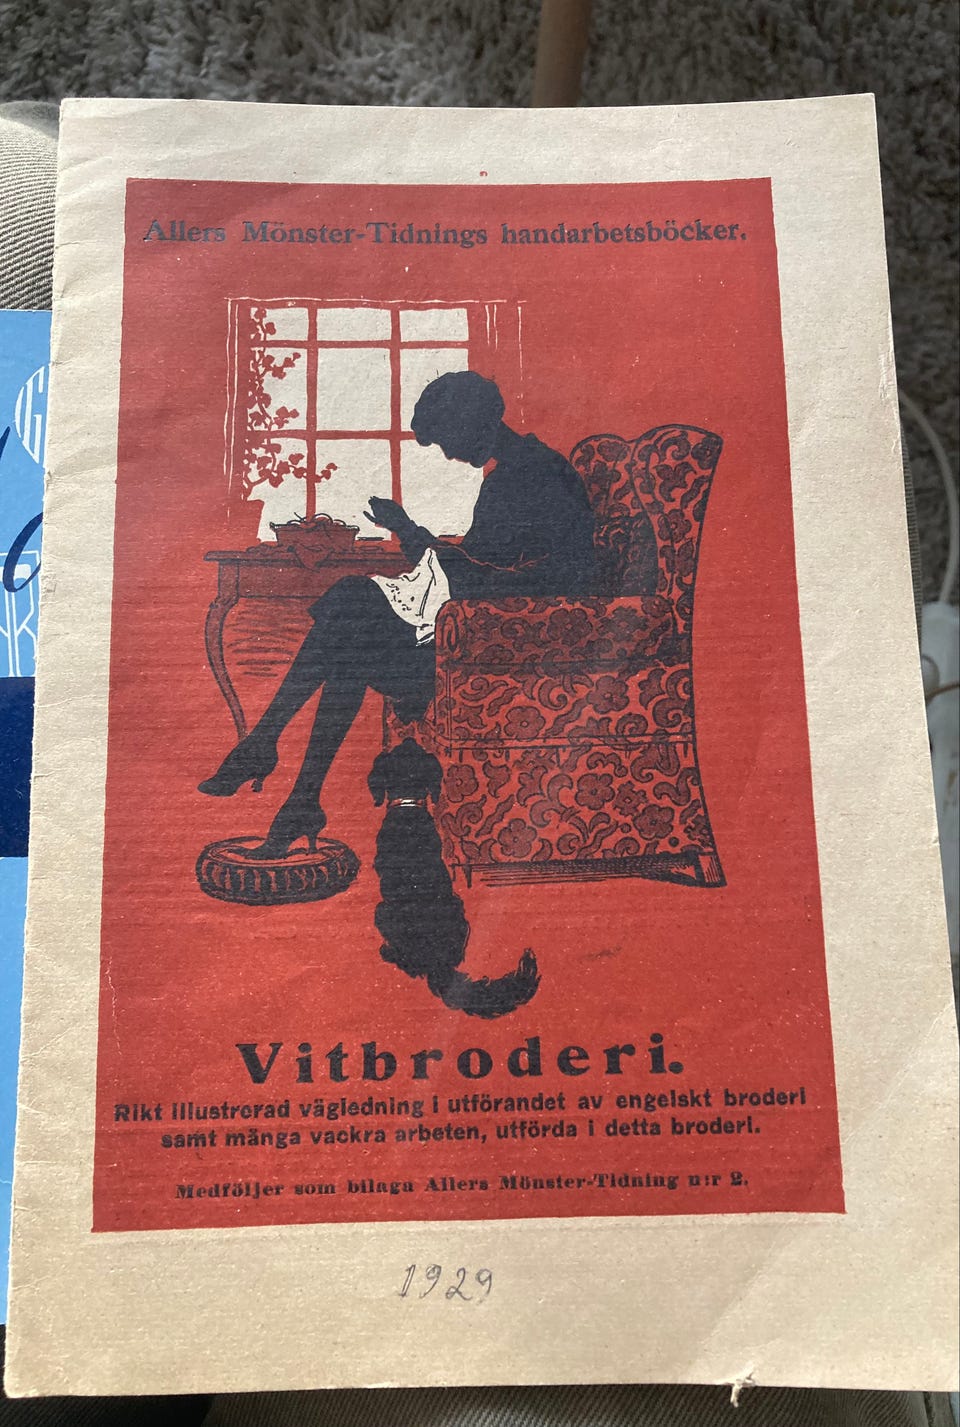 Allers Mönster-Tidnings handarbetsböcker.
Vitbroderi.
Rikt illustrerad vägledning i utförandet av engelskt broderi
samt många vackra arbeten, utförda i detta broderi.
Medföljer som bilaga Allers Mönster-Tidning n:r 2.
1929